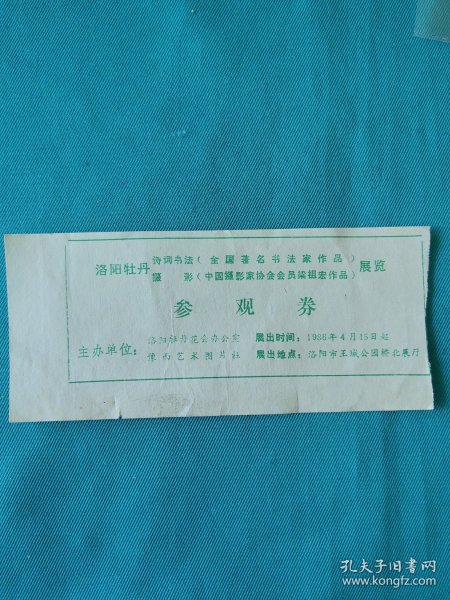 洛阳牡丹 诗词书法（全国著名书法家作品） 展览
摄影（中国摄影家协会会员梁祖宏作品）
参观券
主办单位：洛阳牡丹花会办公室 展出时间：1986年4月15日起
豫西艺术图片社 展出地点：洛阳市王城公园桥北展厅
孔夫子旧书网
www.kongfz.com